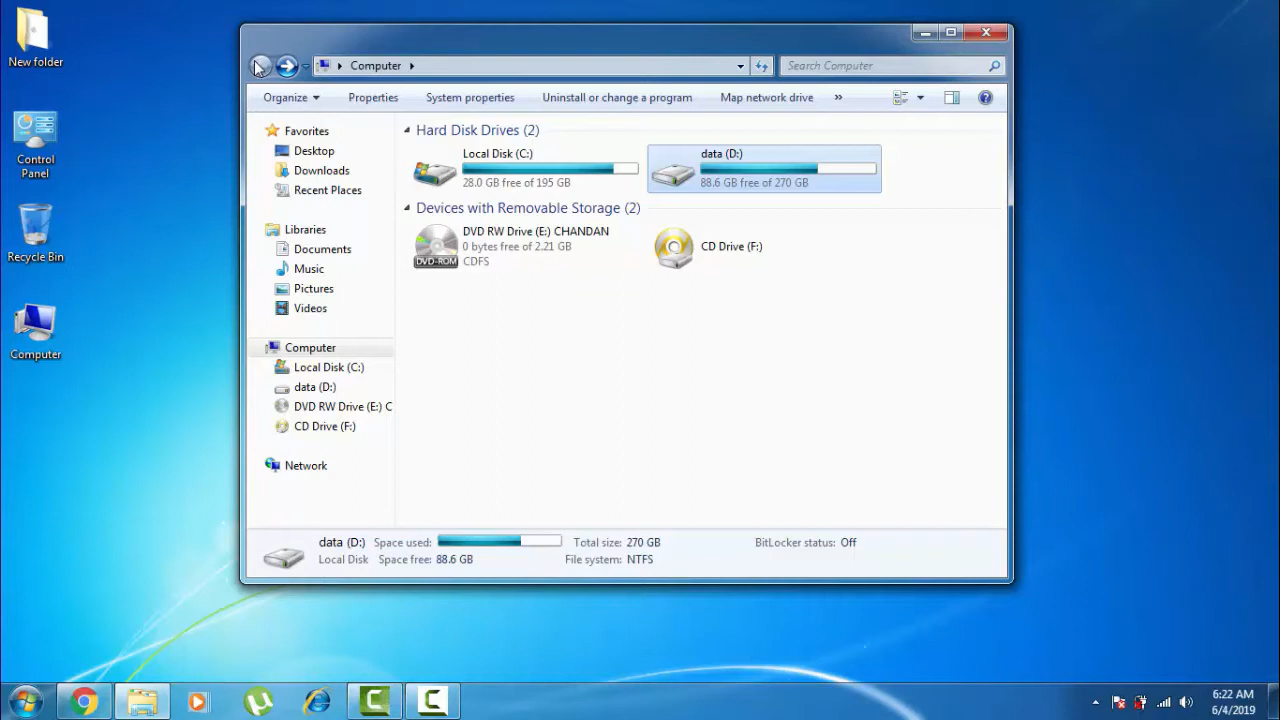 New folder
Control
Panel
Recycle Bin
Computer
Computer
Search Computer
Organize
Properties
System properties
Uninstall or change a program
Map network drive
»
Favorites
Desktop
Downloads
Recent Places
Libraries
Documents
Music
Pictures
Videos
Computer
Local Disk (C:)
data (D:)
DVD RW Drive (E:) C
CD Drive (F:)
Network
Hard Disk Drives (2)
Local Disk (C:)
28.0 GB free of 195 GB
data (D:)
88.6 GB free of 270 GB
Devices with Removable Storage (2)
DVD RW Drive (E:) CHANDAN
0 bytes free of 2.21 GB
CDFS
DVD-ROM
CD Drive (F:)
data (D:) Space used: Total size: 270 GB BitLocker status: Off
Local Disk Space free: 88.6 GB File system: NTFS
6:22 AM
6/4/2019